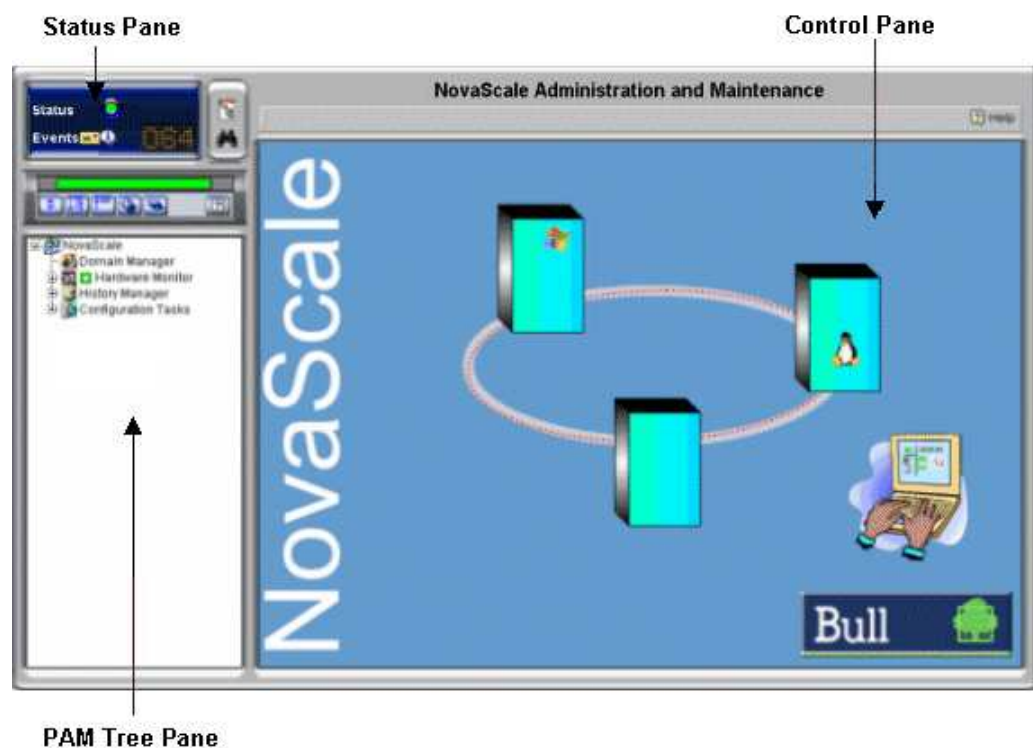 Status Pane
Control Pane
NovaScale Administration and Maintenance
Status
Events
064
Help
NovaScale
Domain Manager
Hardware Monitor
History Manager
Configuration Tasks
NovaScale
Bull
PAM Tree Pane